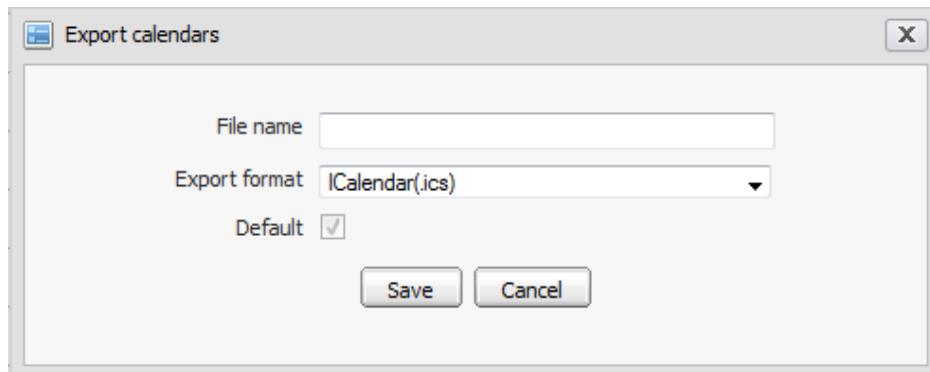 Export calendars
File name
Export format ICalendar(.ics)
Default
Save Cancel